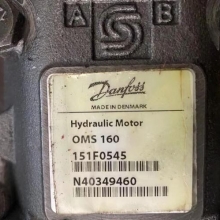 A B
Danfoss
MADE IN DENMARK
Hydraulic Motor
OMS 160
151F0545
N40349460